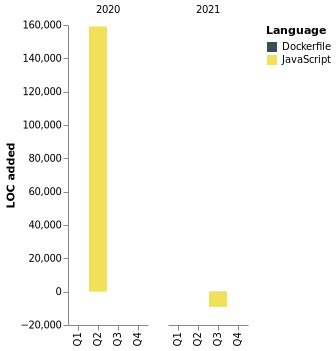 2020 2021
Language
Dockerfile
JavaScript
LOC added
160,000
140,000
120,000
100,000
80,000
60,000
40,000
20,000
0
−20,000
Q1 Q2 Q3 Q4 Q1 Q2 Q3 Q4